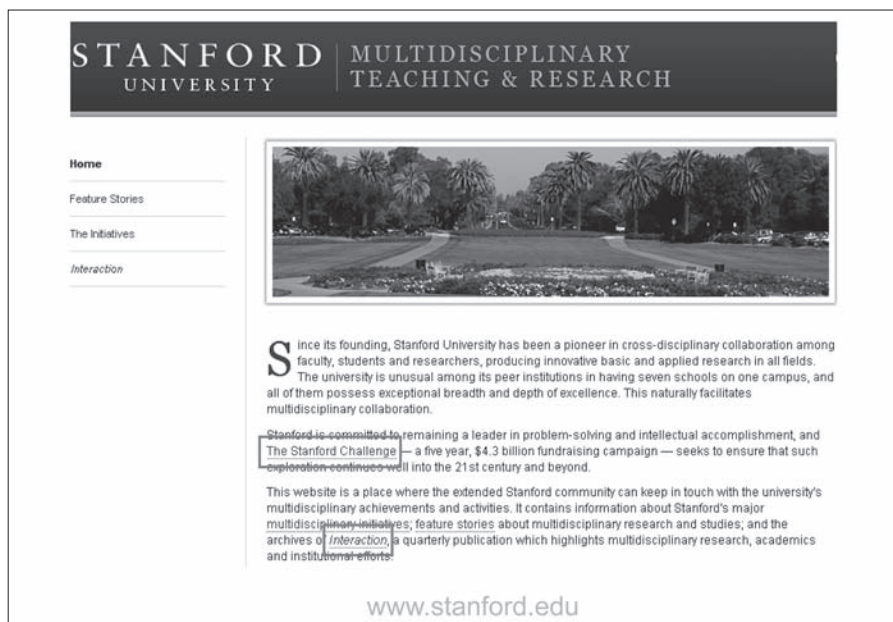 STANFORD
UNIVERSITY
MULTIDISCIPLINARY
TEACHING & RESEARCH
Home
Feature Stories
The Initiatives
Interaction
Since its founding, Stanford University has been a pioneer in cross-disciplinary collaboration among
faculty, students and researchers, producing innovative basic and applied research in all fields.
The university is unusual among its peer institutions in having seven schools on one campus, and
all of them possess exceptional breadth and depth of excellence. This naturally facilitates
multidisciplinary collaboration.
Stanford is committed to remaining a leader in problem-solving and intellectual accomplishment, and
The Stanford Challenge — a five year, $4.3 billion fundraising campaign — seeks to ensure that such
exploration continues well into the 21st century and beyond.
This website is a place where the extended Stanford community can keep in touch with the university's
multidisciplinary achievements and activities. It contains information about Stanford's major
multidisciplinary initiatives; feature stories about multidisciplinary research and studies; and the
archives of Interaction, a quarterly publication which highlights multidisciplinary research, academics
and institutional efforts.
www.stanford.edu